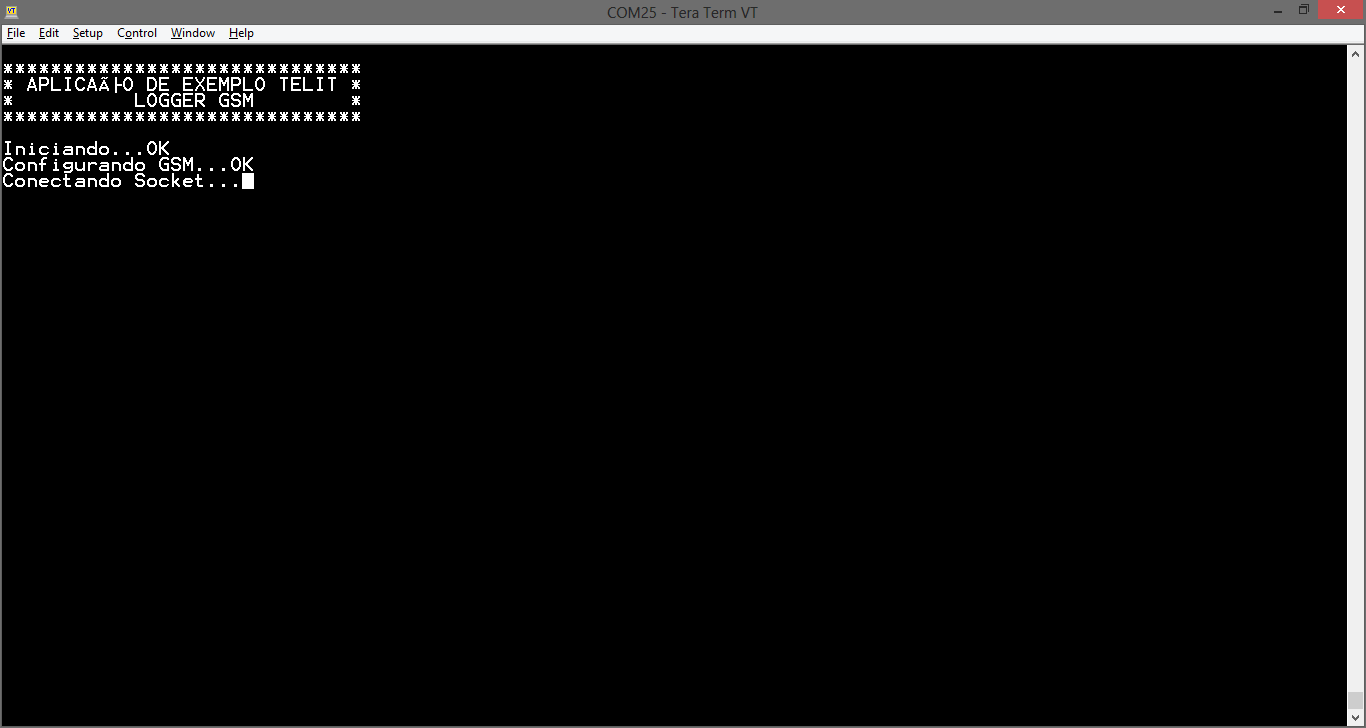 COM25 - Tera Term VT
File Edit Setup Control Window Help
******************************
* APLICAÃ├O DE EXEMPLO TELIT *
*          LOGGER GSM        *
******************************
Iniciando...OK
Configurando GSM...OK
Conectando Socket...